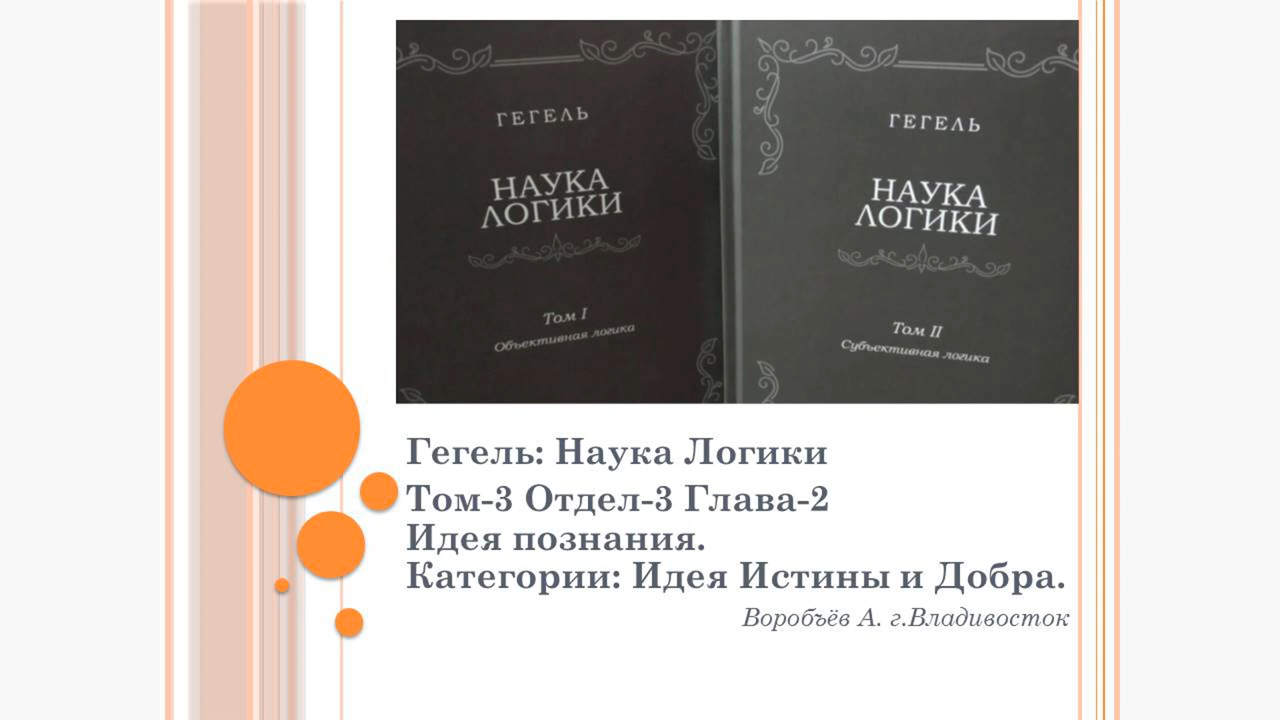 ГЕГЕЛЬ
НАУКА
ЛОГИКИ
Том I
Объективная логика
ГЕГЕЛЬ
НАУКА
ЛОГИКИ
Том II
Субъективная логика
Гегель: Наука Логики
Том-3 Отдел-3 Глава-2
Идея познания.
Категории: Идея Истины и Добра.
Воробъёв А. г.Владивосток